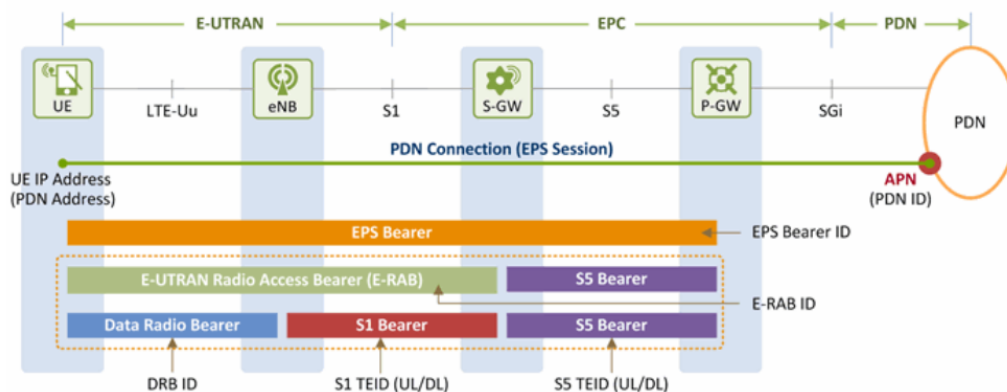 E-UTRAN
EPC
PDN
UE
LTE-Uu
eNB
S1
S-GW
S5
P-GW
SGi
PDN
PDN Connection (EPS Session)
UE IP Address
(PDN Address)
APN
(PDN ID)
EPS Bearer
EPS Bearer ID
E-UTRAN Radio Access Bearer (E-RAB)
S5 Bearer
E-RAB ID
Data Radio Bearer
S1 Bearer
S5 Bearer
DRB ID
S1 TEID (UL/DL)
S5 TEID (UL/DL)